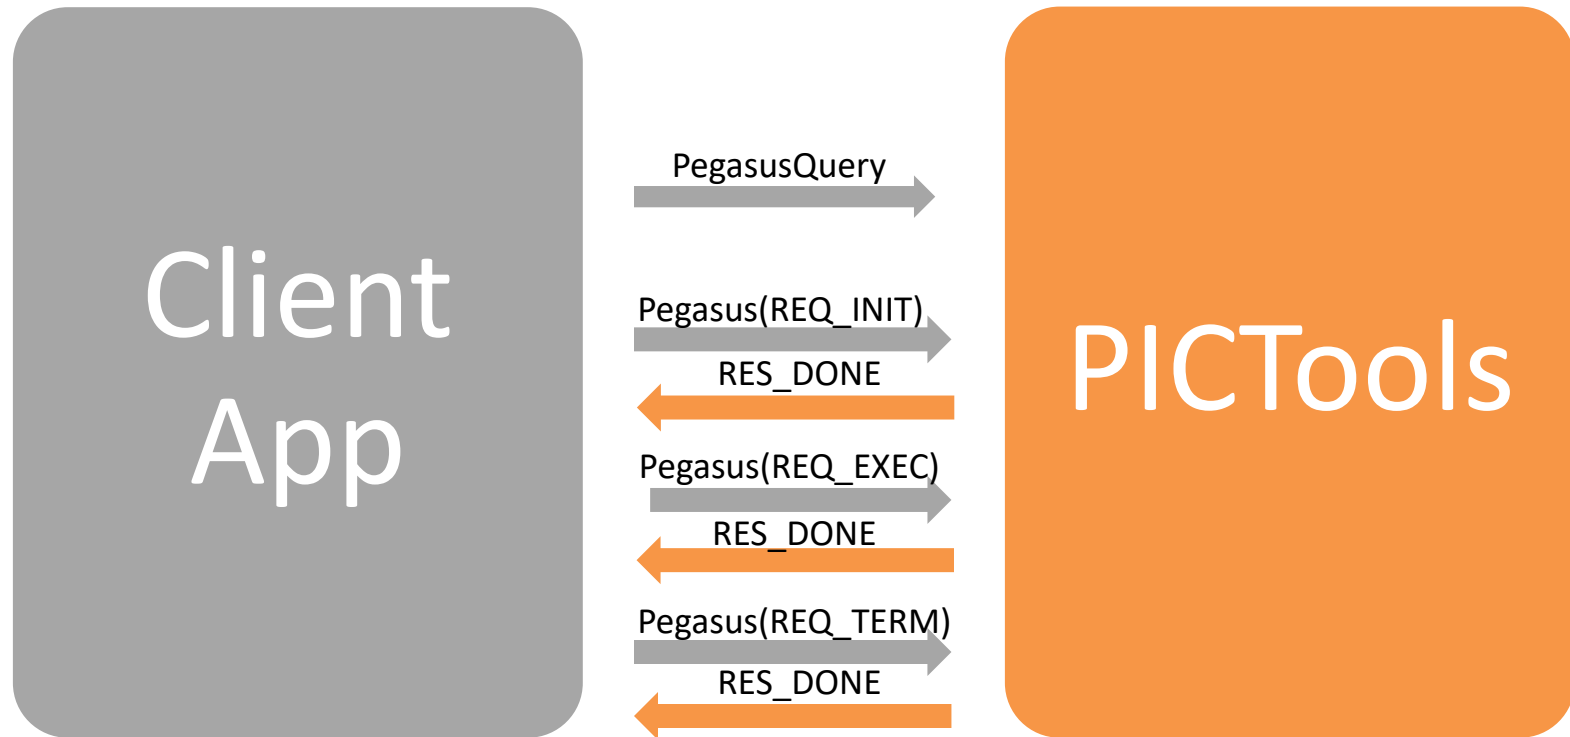 Client
App
PegasusQuery
Pegasus(REQ_INIT)
RES_DONE
Pegasus(REQ_EXEC)
RES_DONE
Pegasus(REQ_TERM)
RES_DONE
PICTools